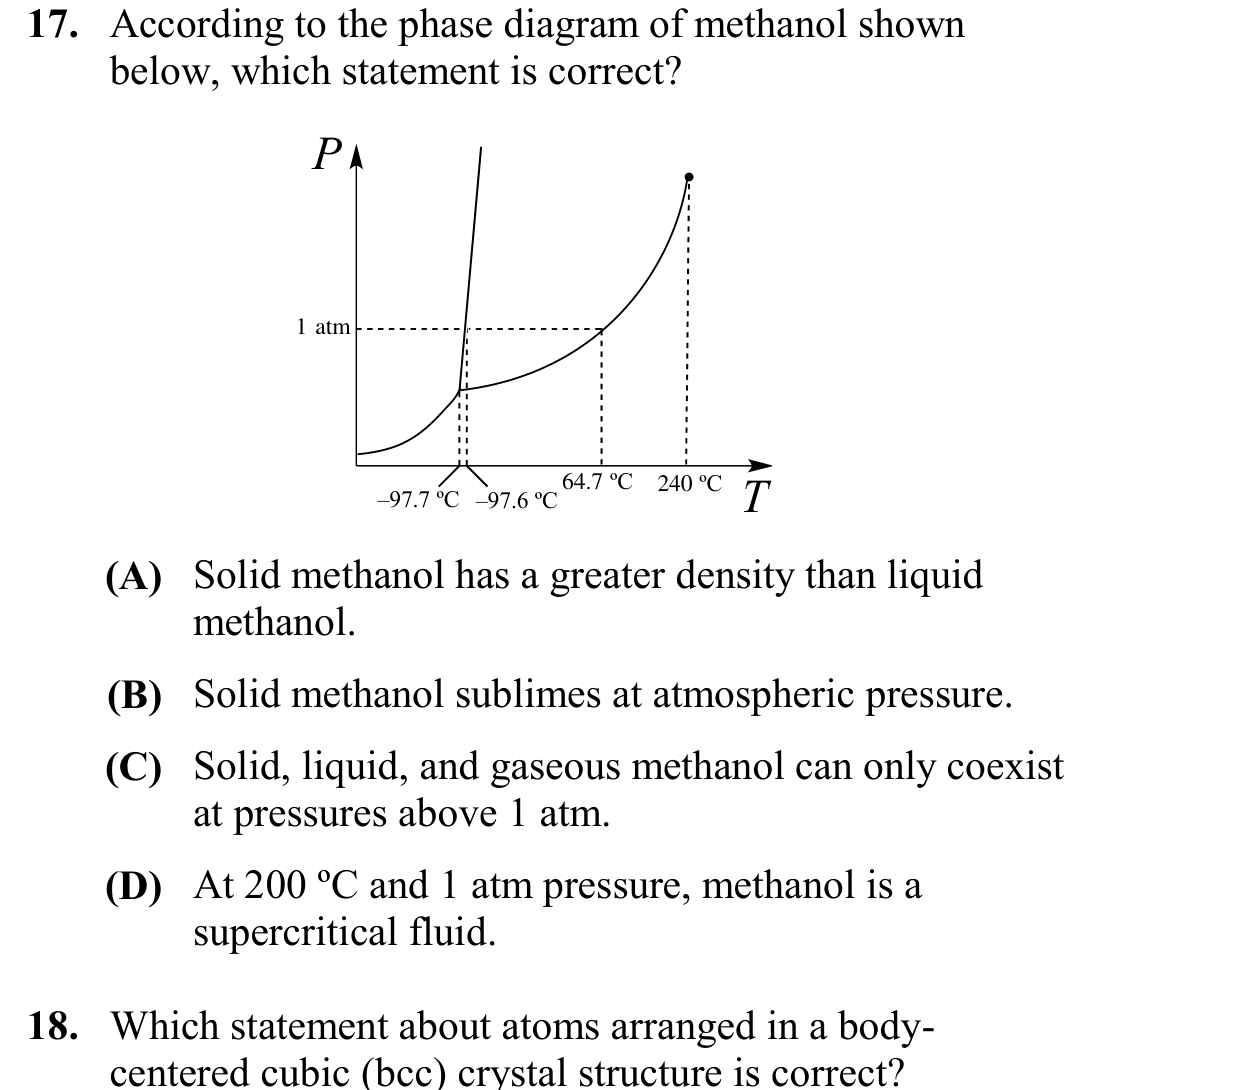 17. According to the phase diagram of methanol shown
below, which statement is correct?
P
1 atm
–97.7 ºC –97.6 ºC 64.7 ºC 240 ºC T
(A) Solid methanol has a greater density than liquid
methanol.
(B) Solid methanol sublimes at atmospheric pressure.
(C) Solid, liquid, and gaseous methanol can only coexist
at pressures above 1 atm.
(D) At 200 ºC and 1 atm pressure, methanol is a
supercritical fluid.
18. Which statement about atoms arranged in a body-
centered cubic (bcc) crystal structure is correct?